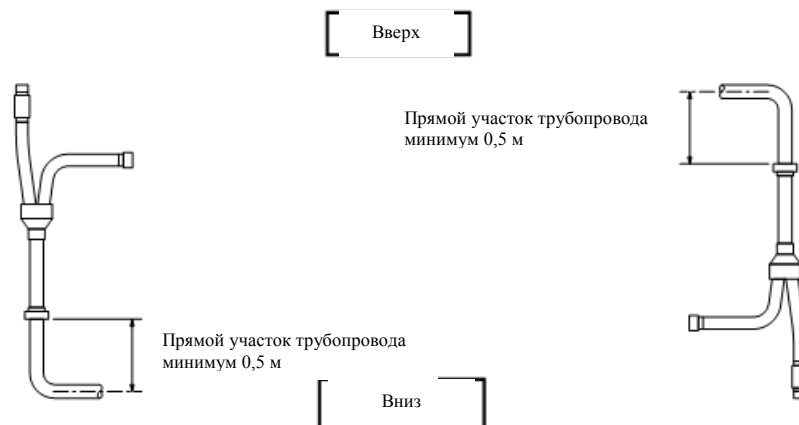 Вверх
Прямой участок трубопровода
минимум 0,5 м
Прямой участок трубопровода
минимум 0,5 м
Вниз